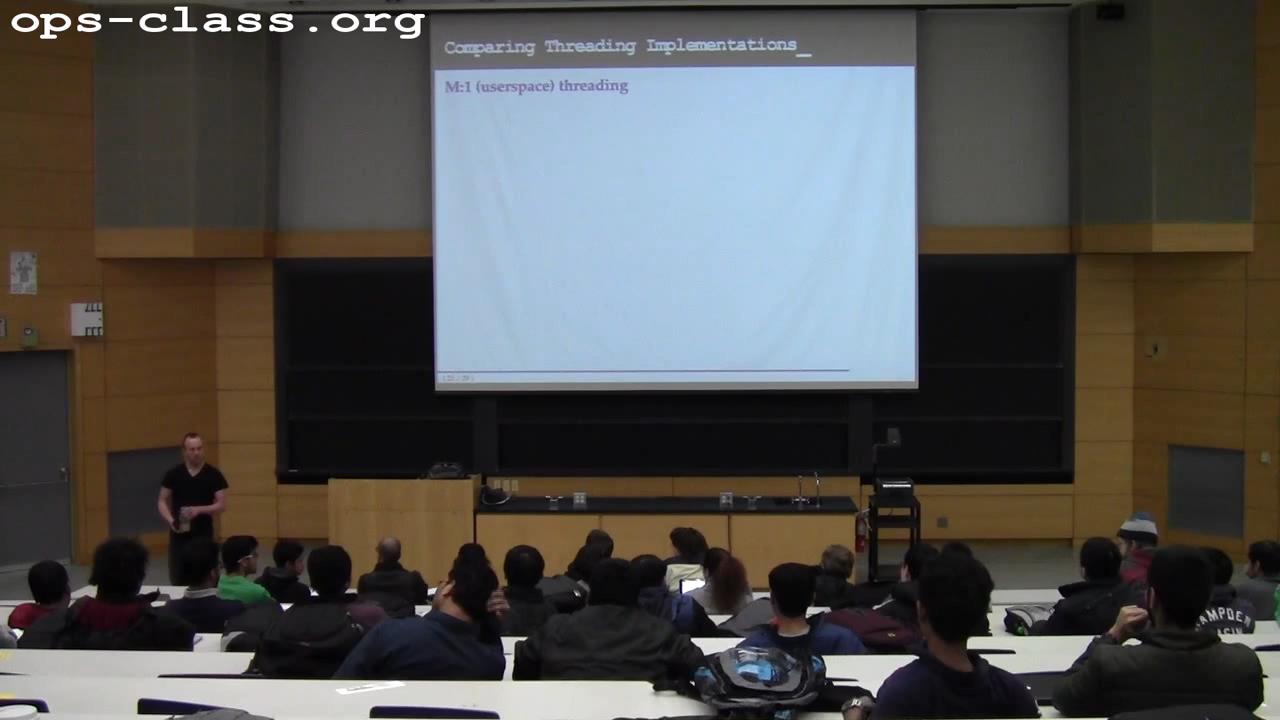 ops-class.org
Comparing Threading Implementations_
M:1 (userspace) threading